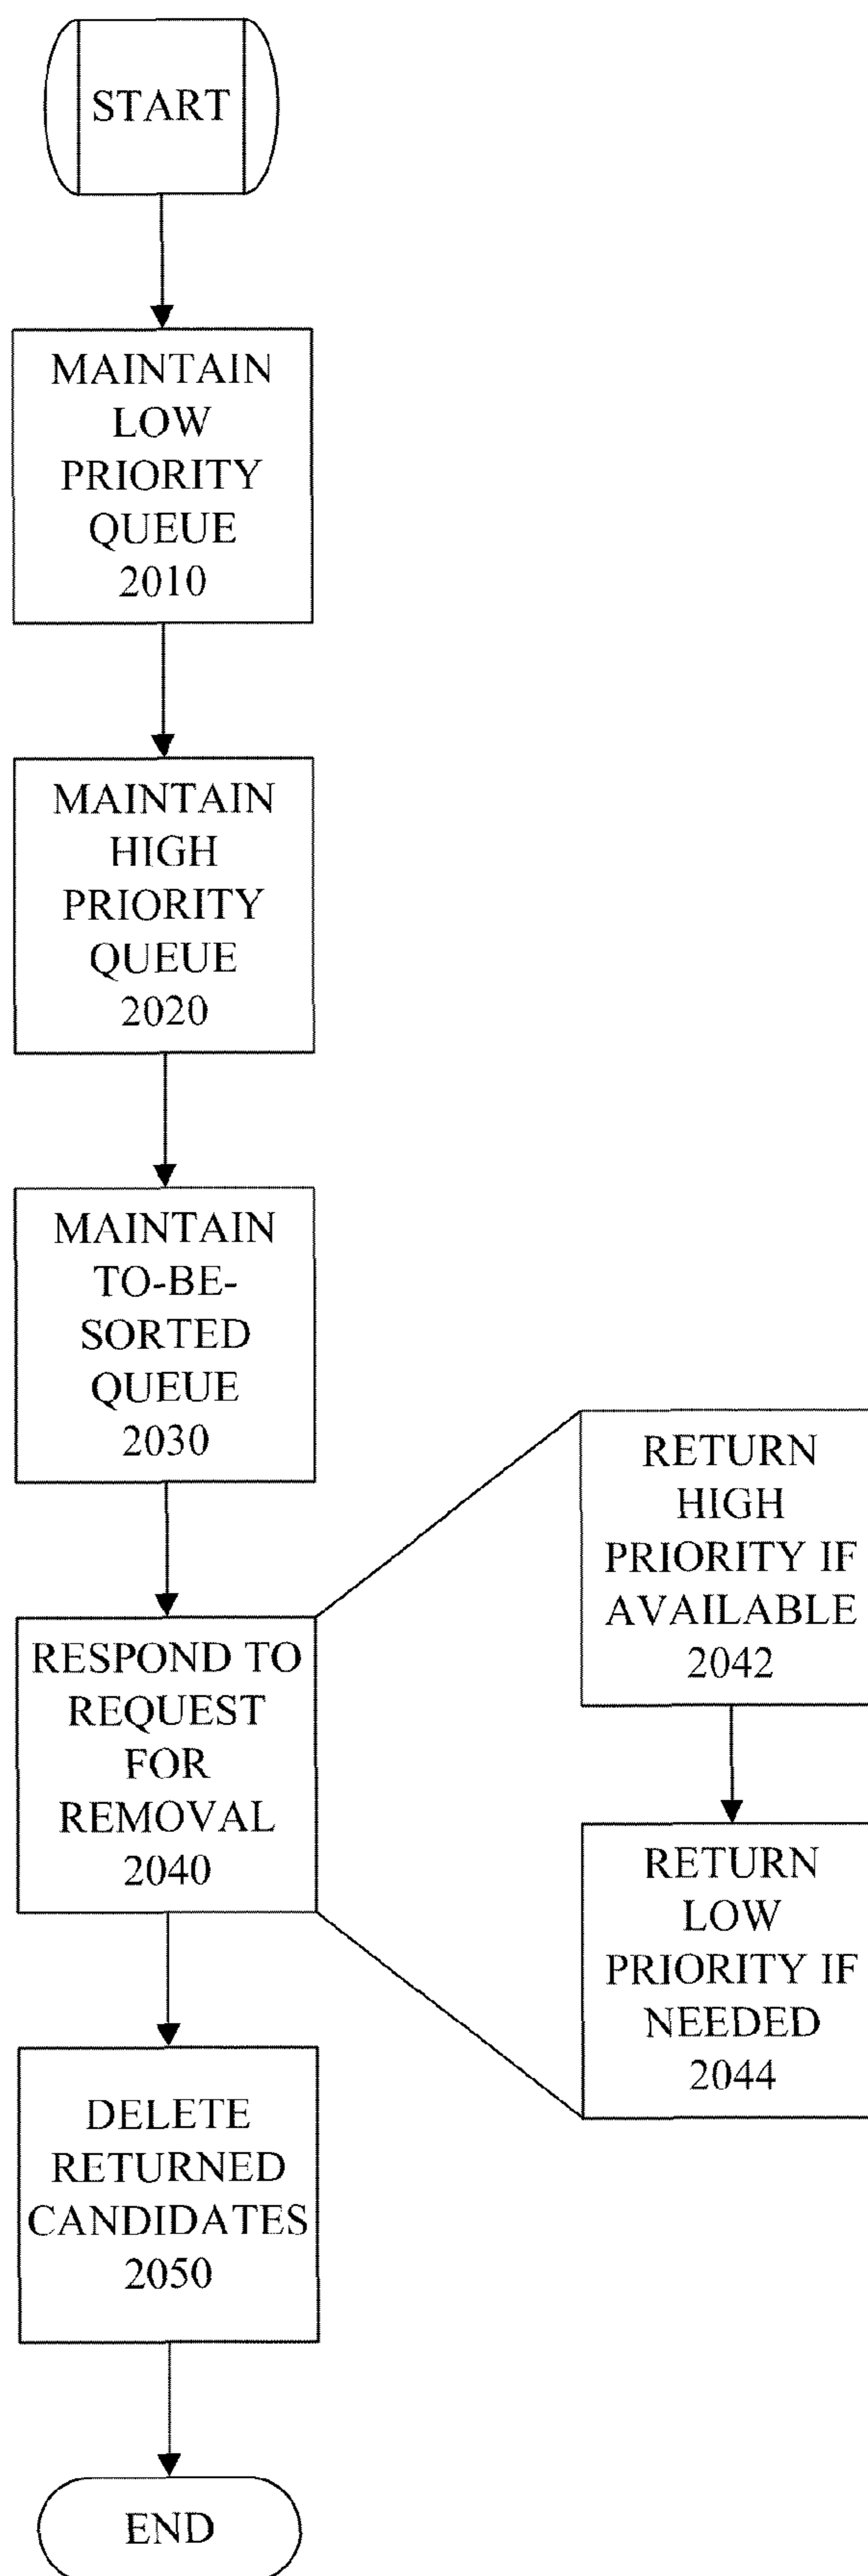 START
MAINTAIN
LOW
PRIORITY
QUEUE
2010
MAINTAIN
HIGH
PRIORITY
QUEUE
2020
MAINTAIN
TO-BE-
SORTED
QUEUE
2030
RESPOND TO
REQUEST
FOR
REMOVAL
2040
RETURN
HIGH
PRIORITY IF
AVAILABLE
2042
RETURN
LOW
PRIORITY IF
NEEDED
2044
DELETE
RETURNED
CANDIDATES
2050
END